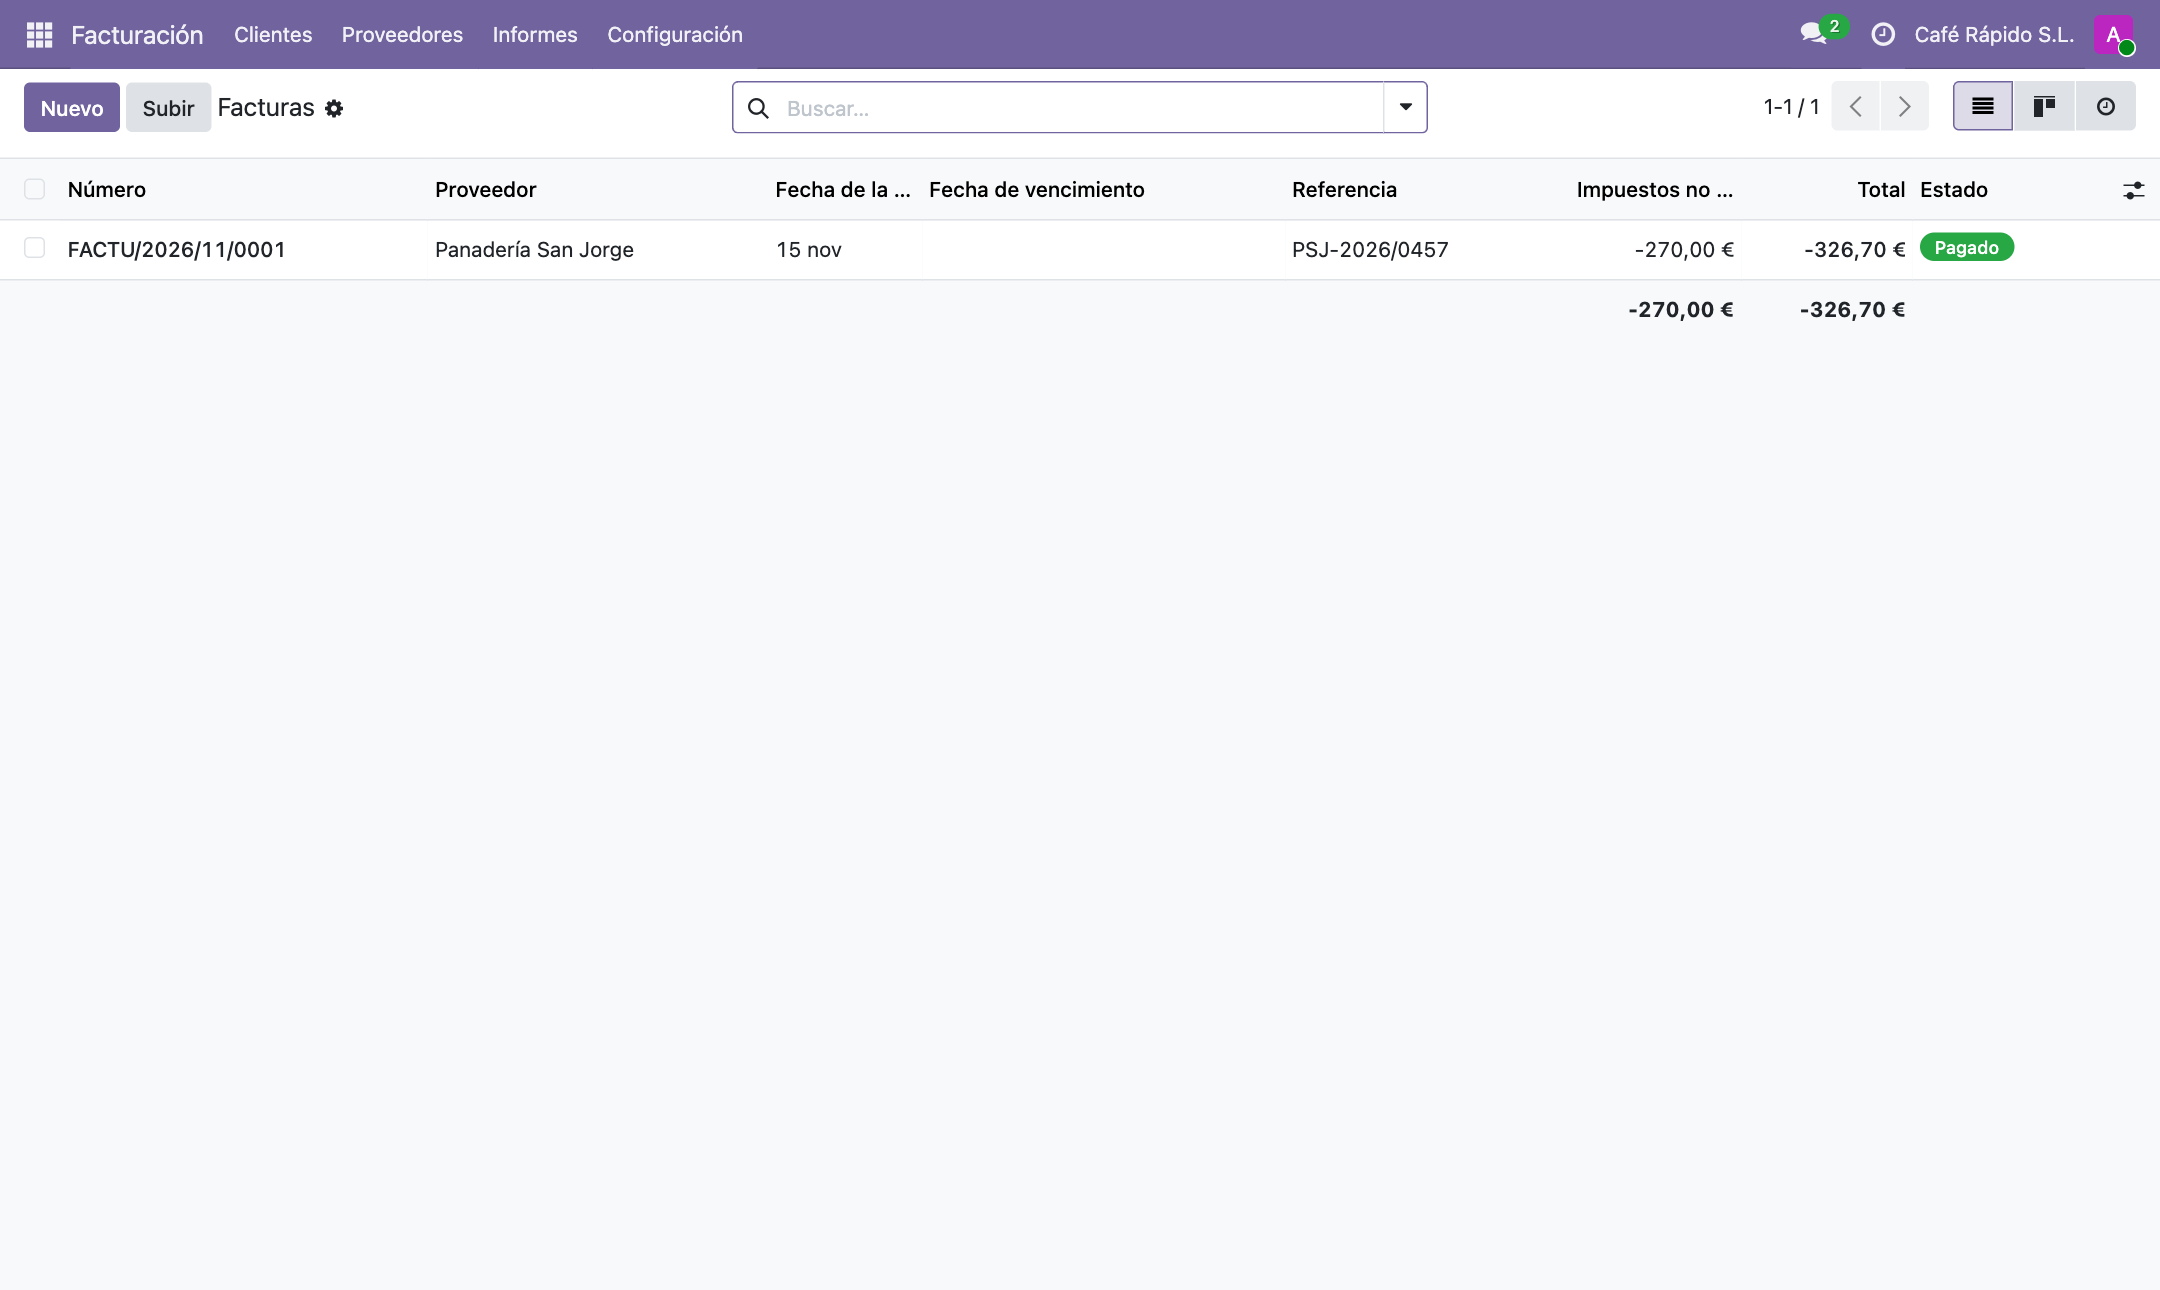 Facturación Clientes Proveedores Informes Configuración 2 Café Rápido S.L. A
Nuevo Subir Facturas Buscar... 1-1 / 1
Número Proveedor Fecha de la ... Fecha de vencimiento Referencia Impuestos no ... Total Estado
FACTU/2026/11/0001 Panadería San Jorge 15 nov PSJ-2026/0457 -270,00 € -326,70 € Pagado
-270,00 € -326,70 €